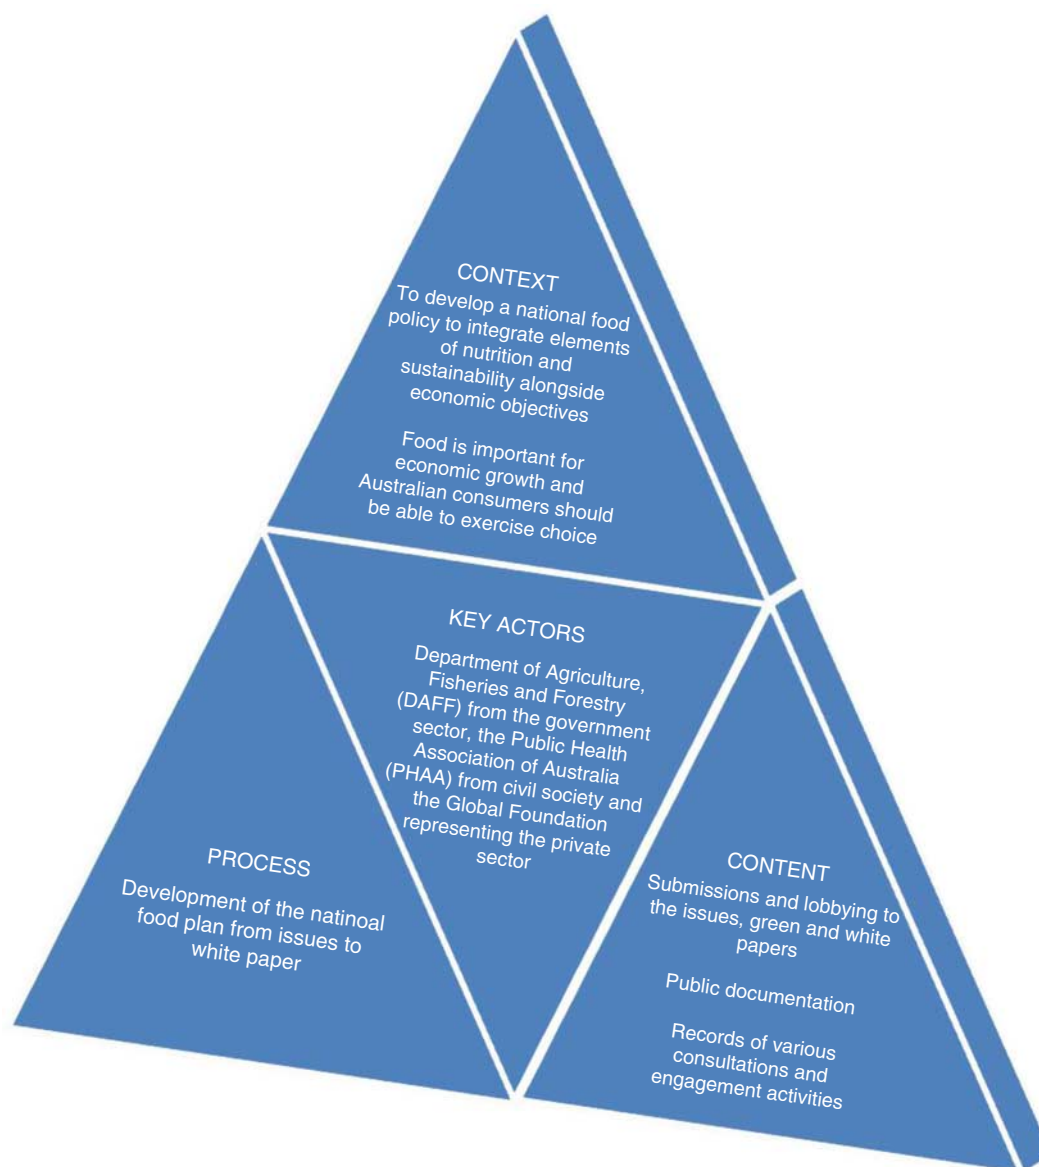 CONTEXT
To develop a national food
policy to integrate elements
of nutrition and
sustainability alongside
economic objectives
Food is important for
economic growth and
Australian consumers should
be able to exercise choice
KEY ACTORS
Department of Agriculture,
Fisheries and Forestry
(DAFF) from the government
sector, the Public Health
Association of Australia
(PHAA) from civil society and
the Global Foundation
representing the private
sector
PROCESS
Development of the natinoal
food plan from issues to
white paper
CONTENT
Submissions and lobbying to
the issues, green and white
papers
Public documentation
Records of various
consultations and
engagement activities